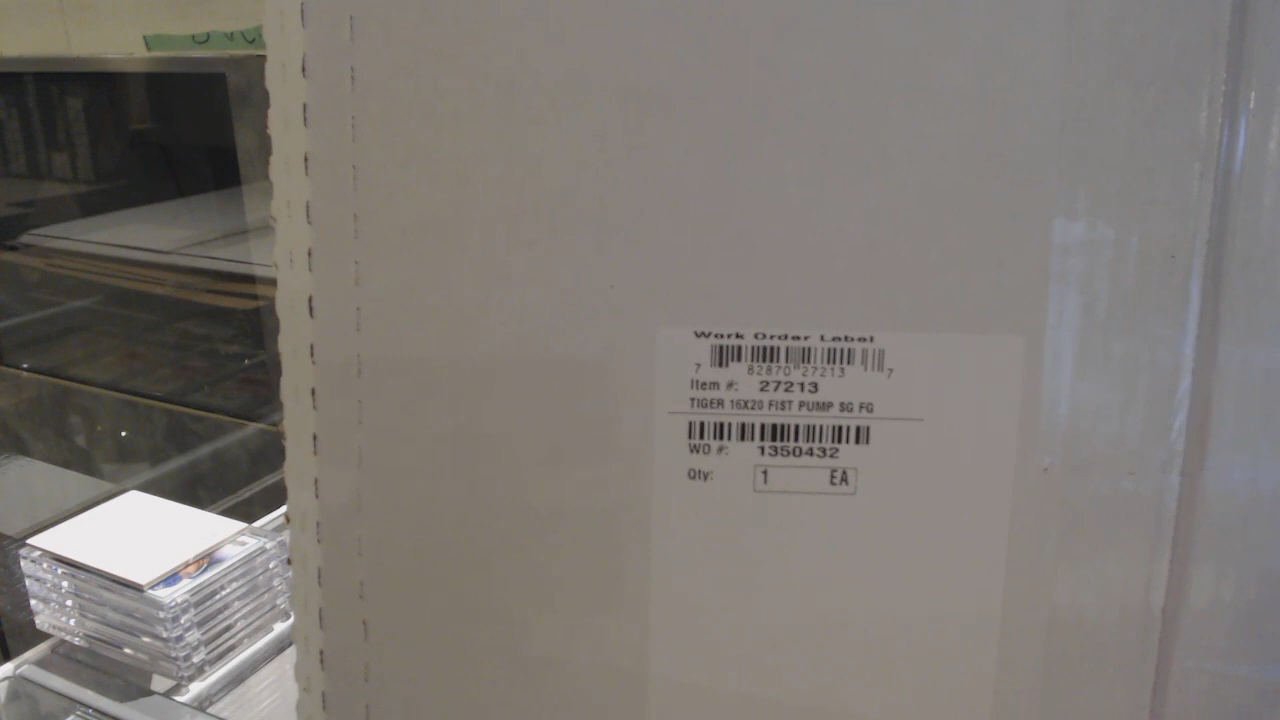 Work Order Label
7 82870 27213 7
Item #: 27213
TIGER 16X20 FIST PUMP SG FG
WO #: 1350432
Qty: 1 EA